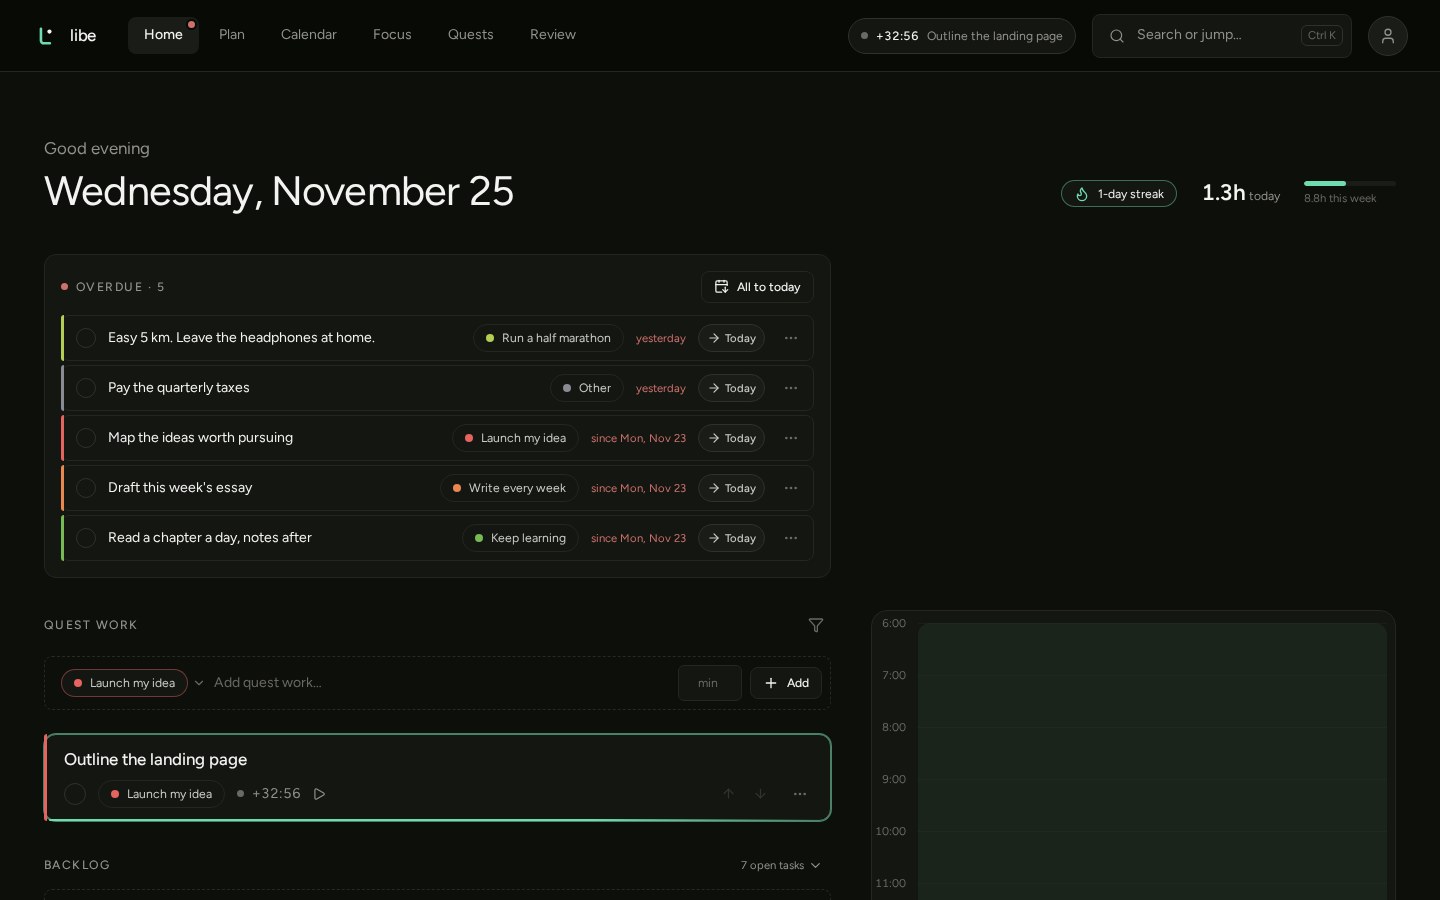 libe
Home
Plan
Calendar
Focus
Quests
Review
+32:56 Outline the landing page
Search or jump...
Ctrl K
Good evening
Wednesday, November 25
1-day streak
1.3h today
8.8h this week
OVERDUE · 5
All to today
Easy 5 km. Leave the headphones at home.
Run a half marathon
yesterday
Today
Pay the quarterly taxes
Other
yesterday
Today
Map the ideas worth pursuing
Launch my idea
since Mon, Nov 23
Today
Draft this week's essay
Write every week
since Mon, Nov 23
Today
Read a chapter a day, notes after
Keep learning
since Mon, Nov 23
Today
QUEST WORK
Launch my idea
Add quest work...
min
Add
Outline the landing page
Launch my idea
+32:56
BACKLOG
7 open tasks
6:00
7:00
8:00
9:00
10:00
11:00